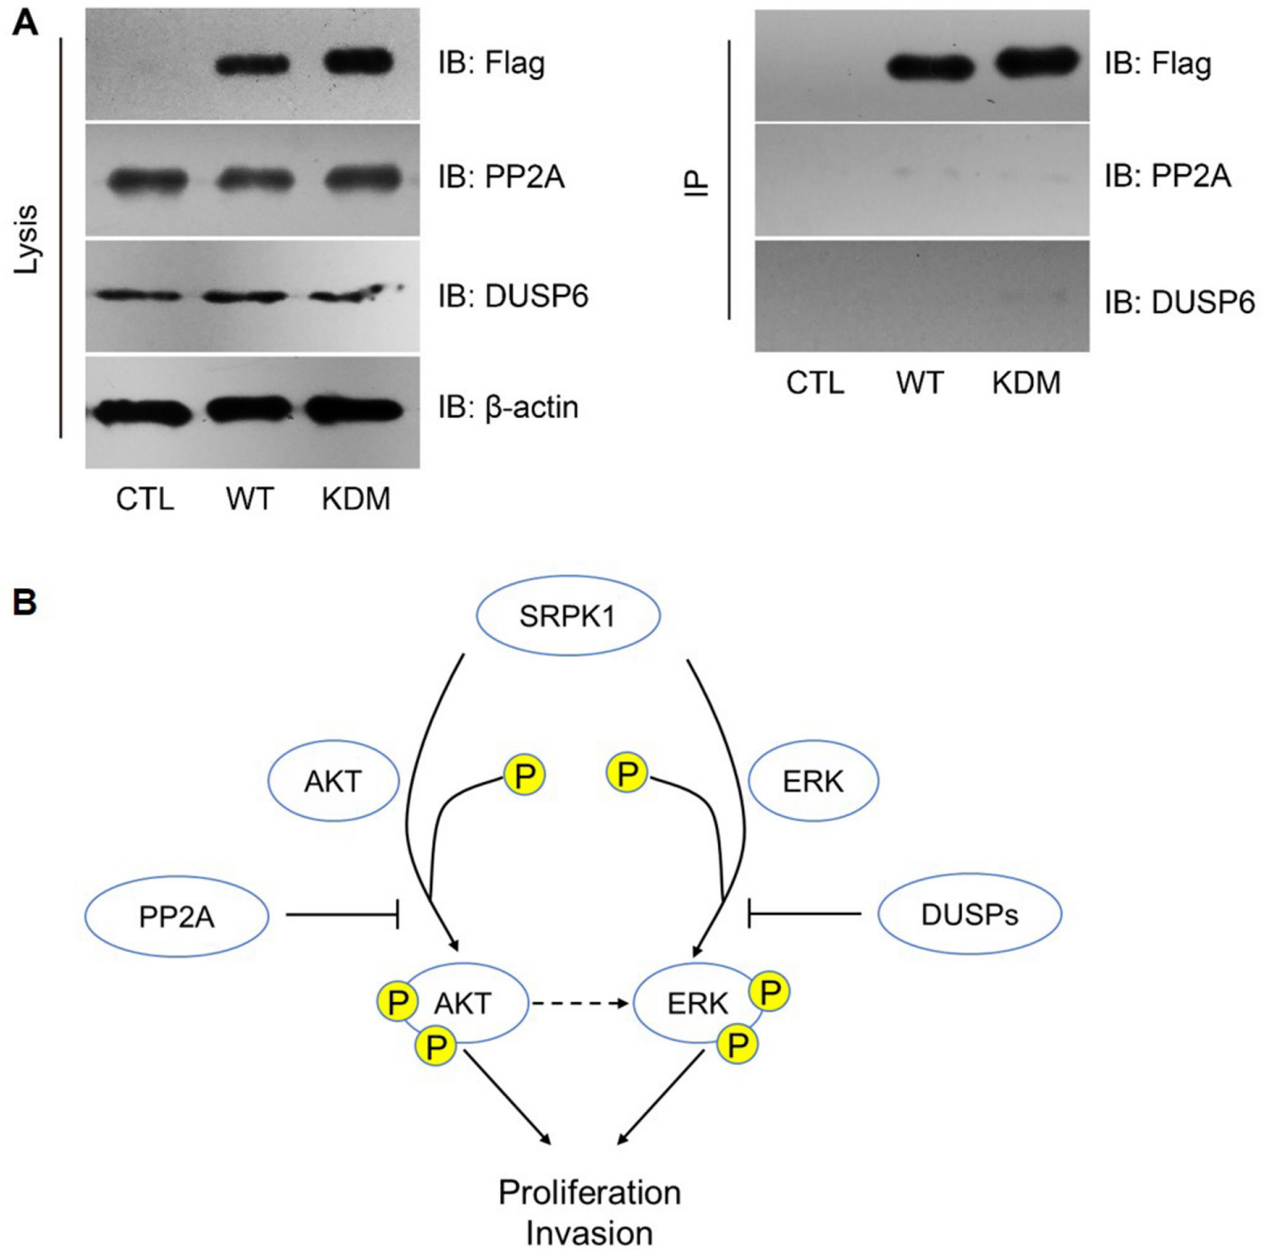 A
Lysis
IB: Flag
IB: PP2A
IB: DUSP6
IB: β-actin
CTL WT KDM
IP
IB: Flag
IB: PP2A
IB: DUSP6
CTL WT KDM
B
SRPK1
AKT P P ERK
PP2A DUSPs
P AKT ERK P
P P
Proliferation
Invasion